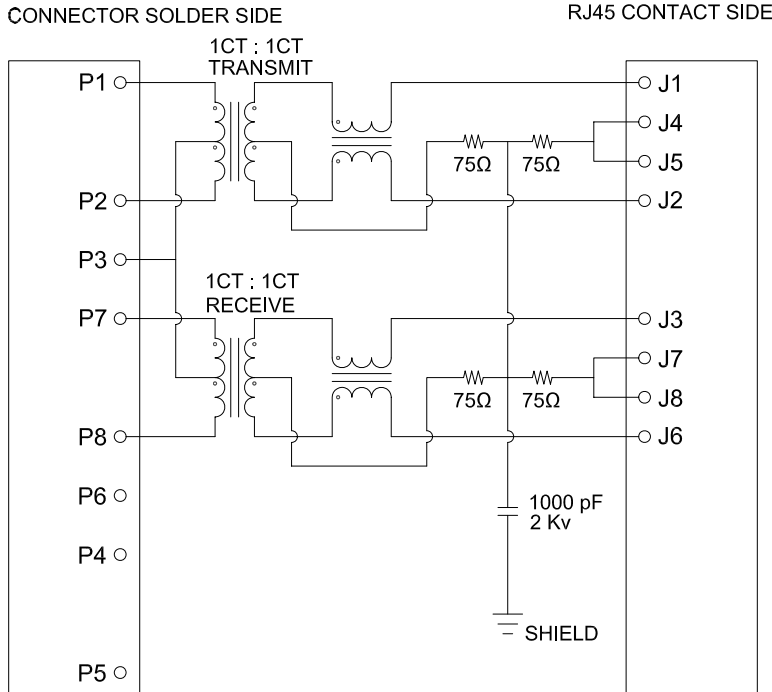 CONNECTOR SOLDER SIDE
RJ45 CONTACT SIDE
1CT : 1CT
TRANSMIT
P1
J1
J4
75Ω
75Ω
J5
P2
J2
P3
1CT : 1CT
RECEIVE
P7
J3
J7
75Ω
75Ω
J8
P8
J6
P6
1000 pF
2 Kv
P4
SHIELD
P5